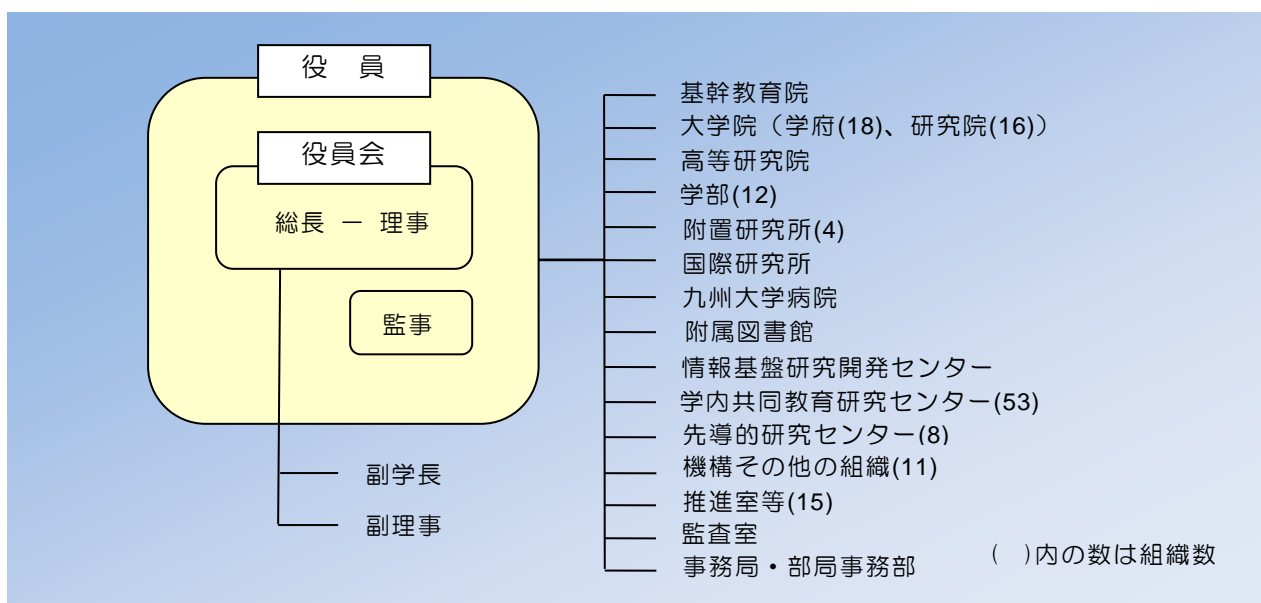 役 員
役員会
総長 ー 理事
監事
副学長
副理事
基幹教育院
大学院（学府(18)、研究院(16)）
高等研究院
学部(12)
附置研究所(4)
国際研究所
九州大学病院
附属図書館
情報基盤研究開発センター
学内共同教育研究センター(53)
先導的研究センター(8)
機構その他の組織(11)
推進室等(15)
監査室
事務局・部局事務部
( )内の数は組織数